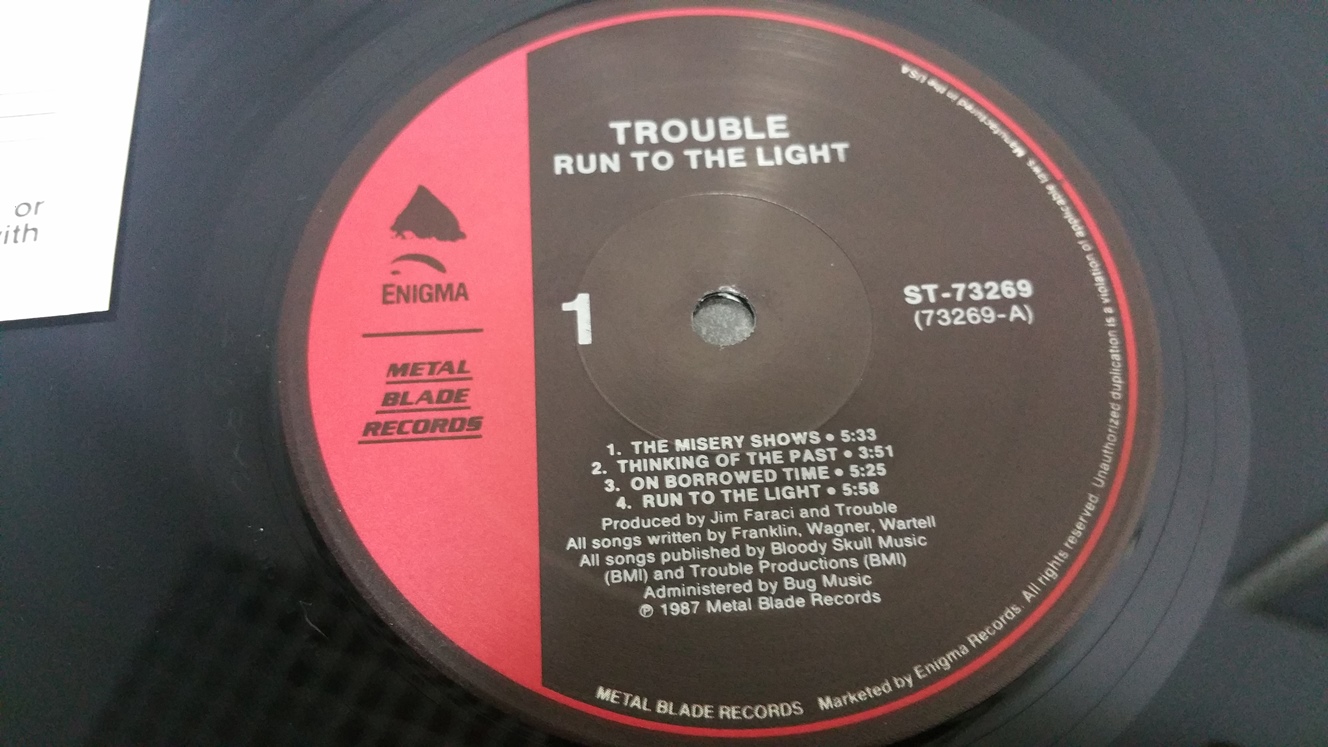 or
with
TROUBLE
RUN TO THE LIGHT
ENIGMA
METAL
BLADE
RECORDS
1
ST-73269
(73269-A)
1. THE MISERY SHOWS • 5:33
2. THINKING OF THE PAST • 3:51
3. ON BORROWED TIME • 5:25
4. RUN TO THE LIGHT • 5:58
Produced by Jim Faraci and Trouble
All songs written by Franklin, Wagner, Wartell
All songs published by Bloody Skull Music
(BMI) and Trouble Productions (BMI)
Administered by Bug Music
℗ 1987 Metal Blade Records
METAL BLADE RECORDS Marketed by Enigma Records. All rights reserved. Unauthorized duplication is a violation of applicable laws. Manufactured in the USA